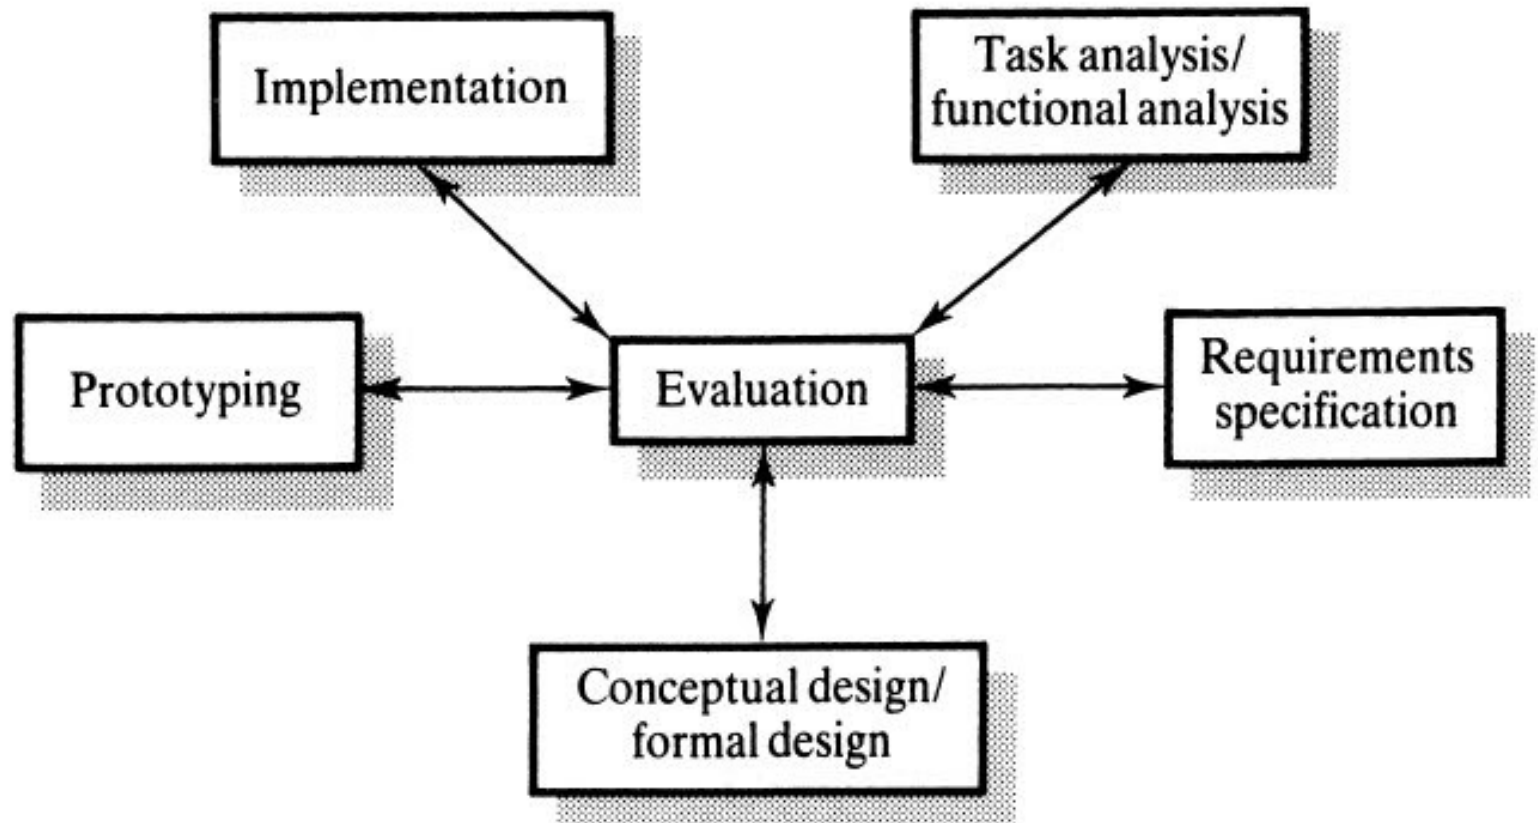 Implementation
Task analysis/
functional analysis
Prototyping
Evaluation
Requirements
specification
Conceptual design/
formal design